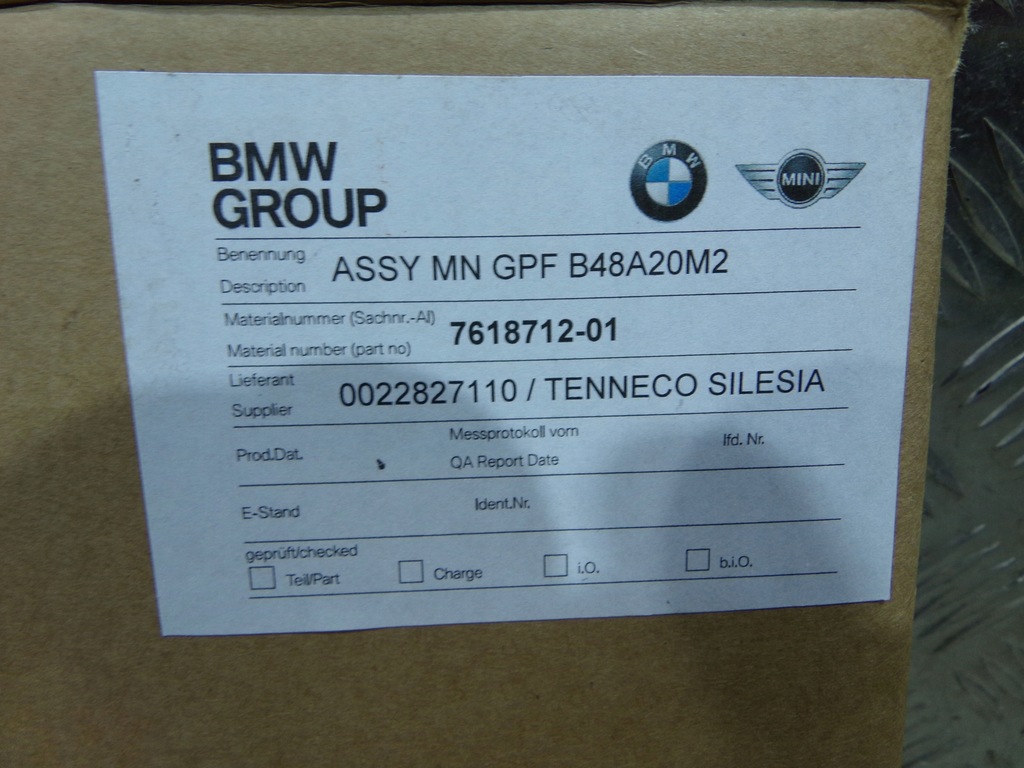 BMW
GROUP
BMW
MINI
Benennung
Description
ASSY MN GPF B48A20M2
Materialnummer (Sachnr.-AI)
Material number (part no)
7618712-01
Lieferant
Supplier
0022827110 / TENNECO SILESIA
Prod.Dat.
Messprotokoll vom
QA Report Date
lfd. Nr.
E-Stand
Ident.Nr.
geprüft/checked
Teil/Part
Charge
i.O.
b.i.O.